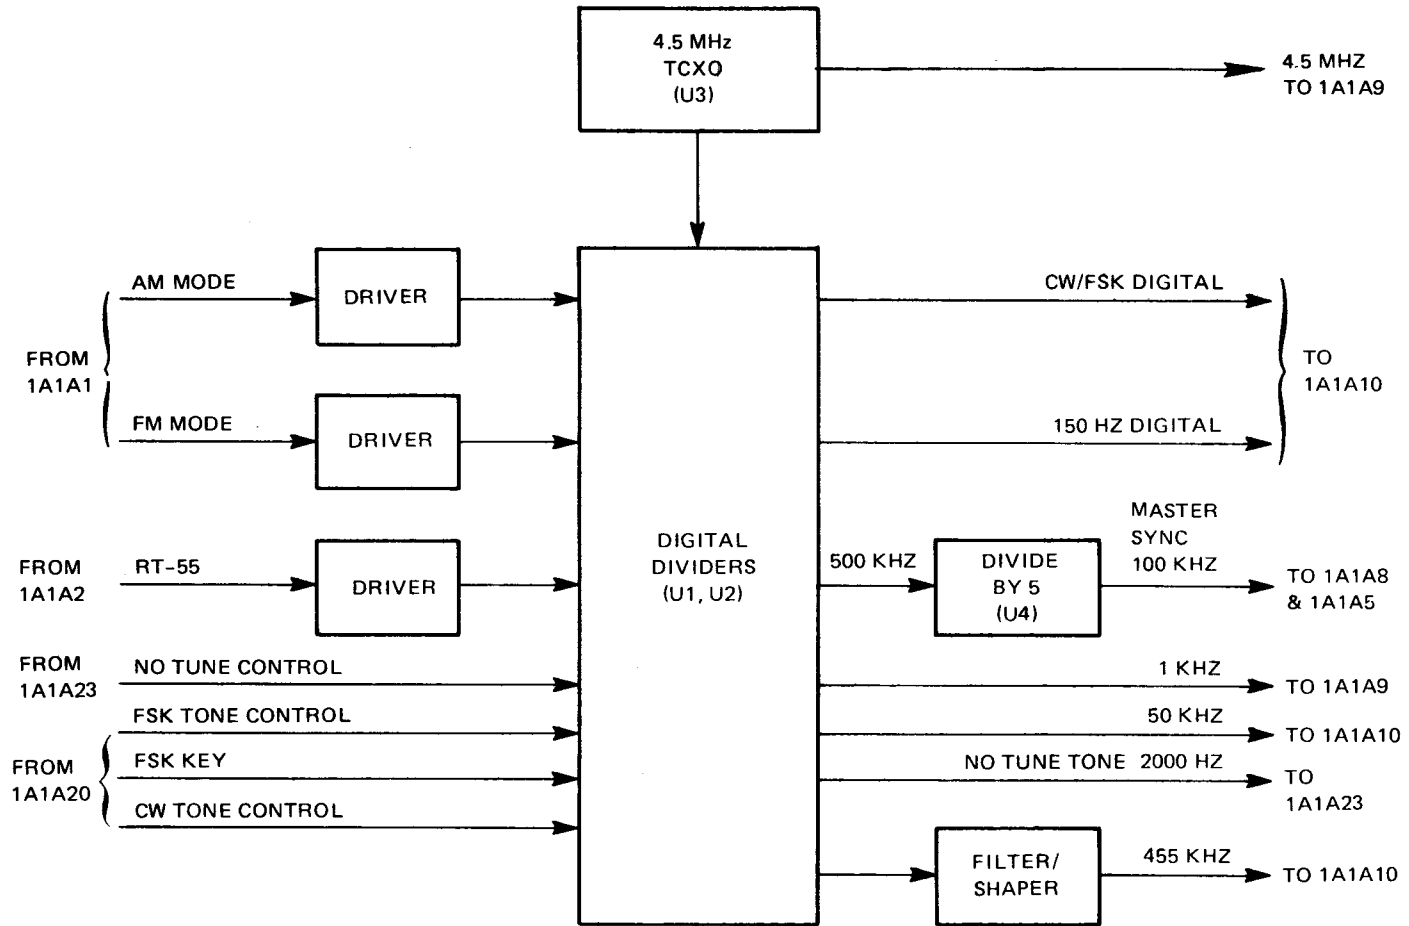 4.5 MHz
TCXO
(U3)
4.5 MHZ
TO 1A1A9
AM MODE
DRIVER
CW/FSK DIGITAL
FROM
1A1A1
TO
1A1A10
FM MODE
DRIVER
150 HZ DIGITAL
DIGITAL
DIVIDERS
(U1, U2)
FROM
1A1A2
RT-55
DRIVER
500 KHZ
DIVIDE
BY 5
(U4)
MASTER
SYNC
100 KHZ
TO 1A1A8
& 1A1A5
FROM
1A1A23
NO TUNE CONTROL
1 KHZ
TO 1A1A9
FSK TONE CONTROL
50 KHZ
TO 1A1A10
FROM
1A1A20
FSK KEY
NO TUNE TONE 2000 HZ
TO
1A1A23
CW TONE CONTROL
FILTER/
SHAPER
455 KHZ
TO 1A1A10